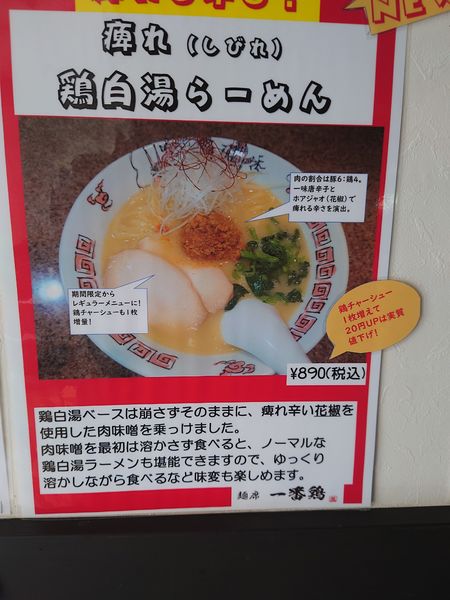 NEW
痺れ（しびれ）
鶏白湯らーめん
肉の割合は豚6：鶏4。
一味唐辛子と
ホアジャオ（花椒）で
痺れる辛さを演出。
期間限定から
レギュラーメニューに！
鶏チャーシューも1枚
増量！
鶏チャーシュー
1枚増えて
20円UPは実質
値下げ！
¥890(税込)
鶏白湯ベースは崩さずそのままに、痺れ辛い花椒を
使用した肉味噌を乗っけました。
肉味噌を最初は溶かさず食べると、ノーマルな
鶏白湯ラーメンも堪能できますので、ゆっくり
溶かしながら食べるなど味変も楽しめます。
麺席 一番鶏